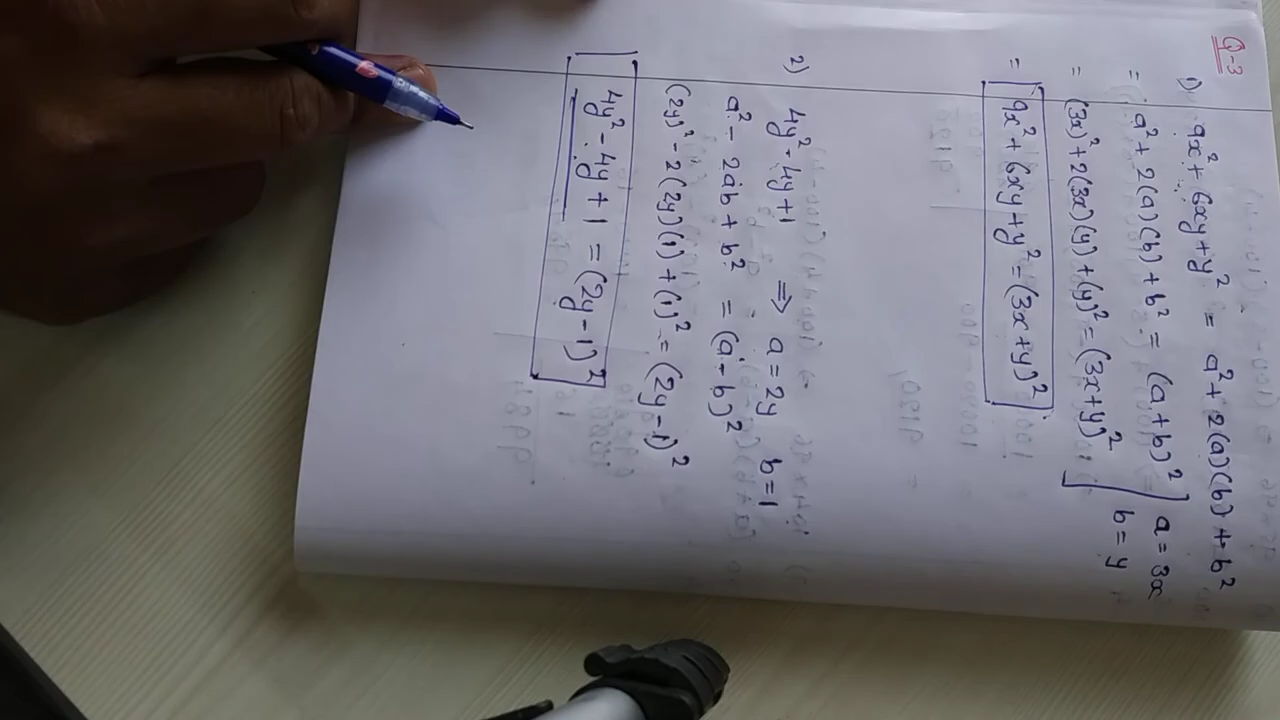 Q-3
1) 9x² + 6xy + y² = a² + 2(a)(b) + b²
= a² + 2(a)(b) + b² = (a + b)² a = 3x
= (3x)² + 2(3x)(y) + (y)² = (3x+y)² b = y
= 9x² + 6xy + y² = (3x + y)²
2) 4y² - 4y + 1 ⇒ a = 2y b = 1
a² - 2ab + b² = (a - b)²
(2y)² - 2(2y)(1) + (1)² = (2y - 1)²
4y² - 4y + 1 = (2y - 1)²